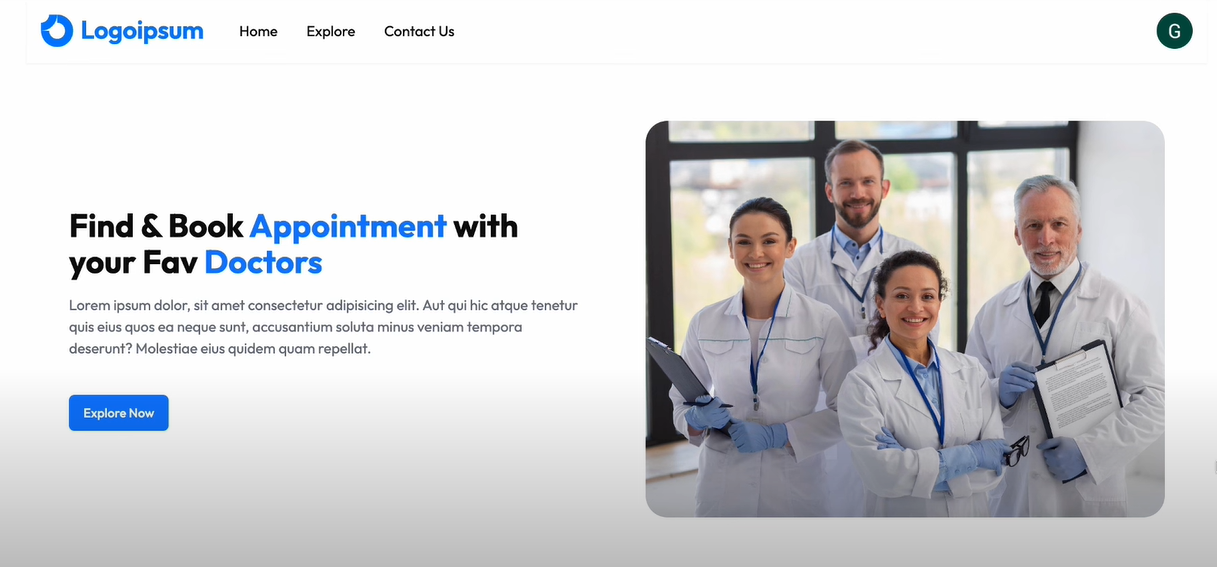 Logoipsum
Home
Explore
Contact Us
G
Find & Book Appointment with
your Fav Doctors
Lorem ipsum dolor, sit amet consectetur adipisicing elit. Aut qui hic atque tenetur
quis eius quos ea neque sunt, accusantium soluta minus veniam tempora
deserunt? Molestiae eius quidem quam repellat.
Explore Now